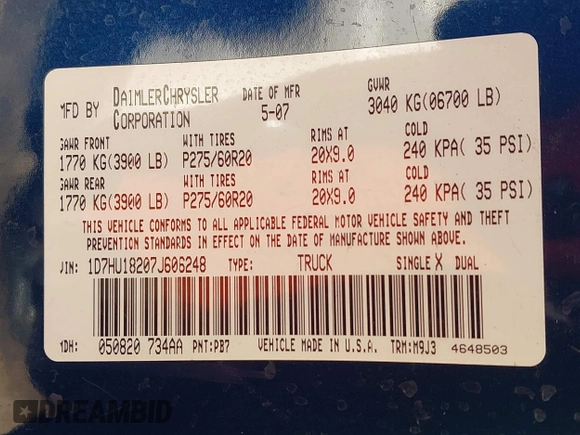 MFD BY DAIMLERCHRYSLER CORPORATION
DATE OF MFR 5-07
GVWR 3040 KG(06700 LB)
GAWR FRONT WITH TIRES RIMS AT COLD
1770 KG(3900 LB) P275/60R20 20X9.0 240 KPA( 35 PSI)
GAWR REAR WITH TIRES RIMS AT COLD
1770 KG(3900 LB) P275/60R20 20X9.0 240 KPA( 35 PSI)
THIS VEHICLE CONFORMS TO ALL APPLICABLE FEDERAL MOTOR VEHICLE SAFETY AND THEFT
PREVENTION STANDARDS IN EFFECT ON THE DATE OF MANUFACTURE SHOWN ABOVE.
VIN: 1D7HU18207J606248 TYPE: TRUCK SINGLE X DUAL
IDH: 050820 734AA PNT:PB7 VEHICLE MADE IN U.S.A. TRM:M9J3 4648503
DREAMBID